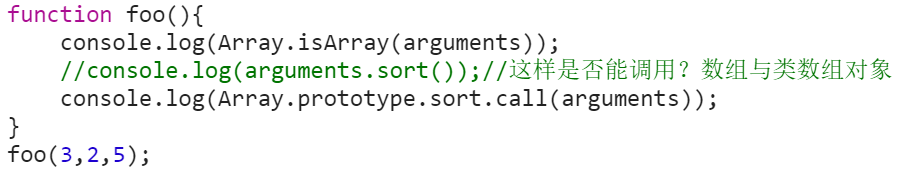 function foo(){
    console.log(Array.isArray(arguments));
    //console.log(arguments.sort());//这样是否能调用？数组与类数组对象
    console.log(Array.prototype.sort.call(arguments));
}
foo(3,2,5);